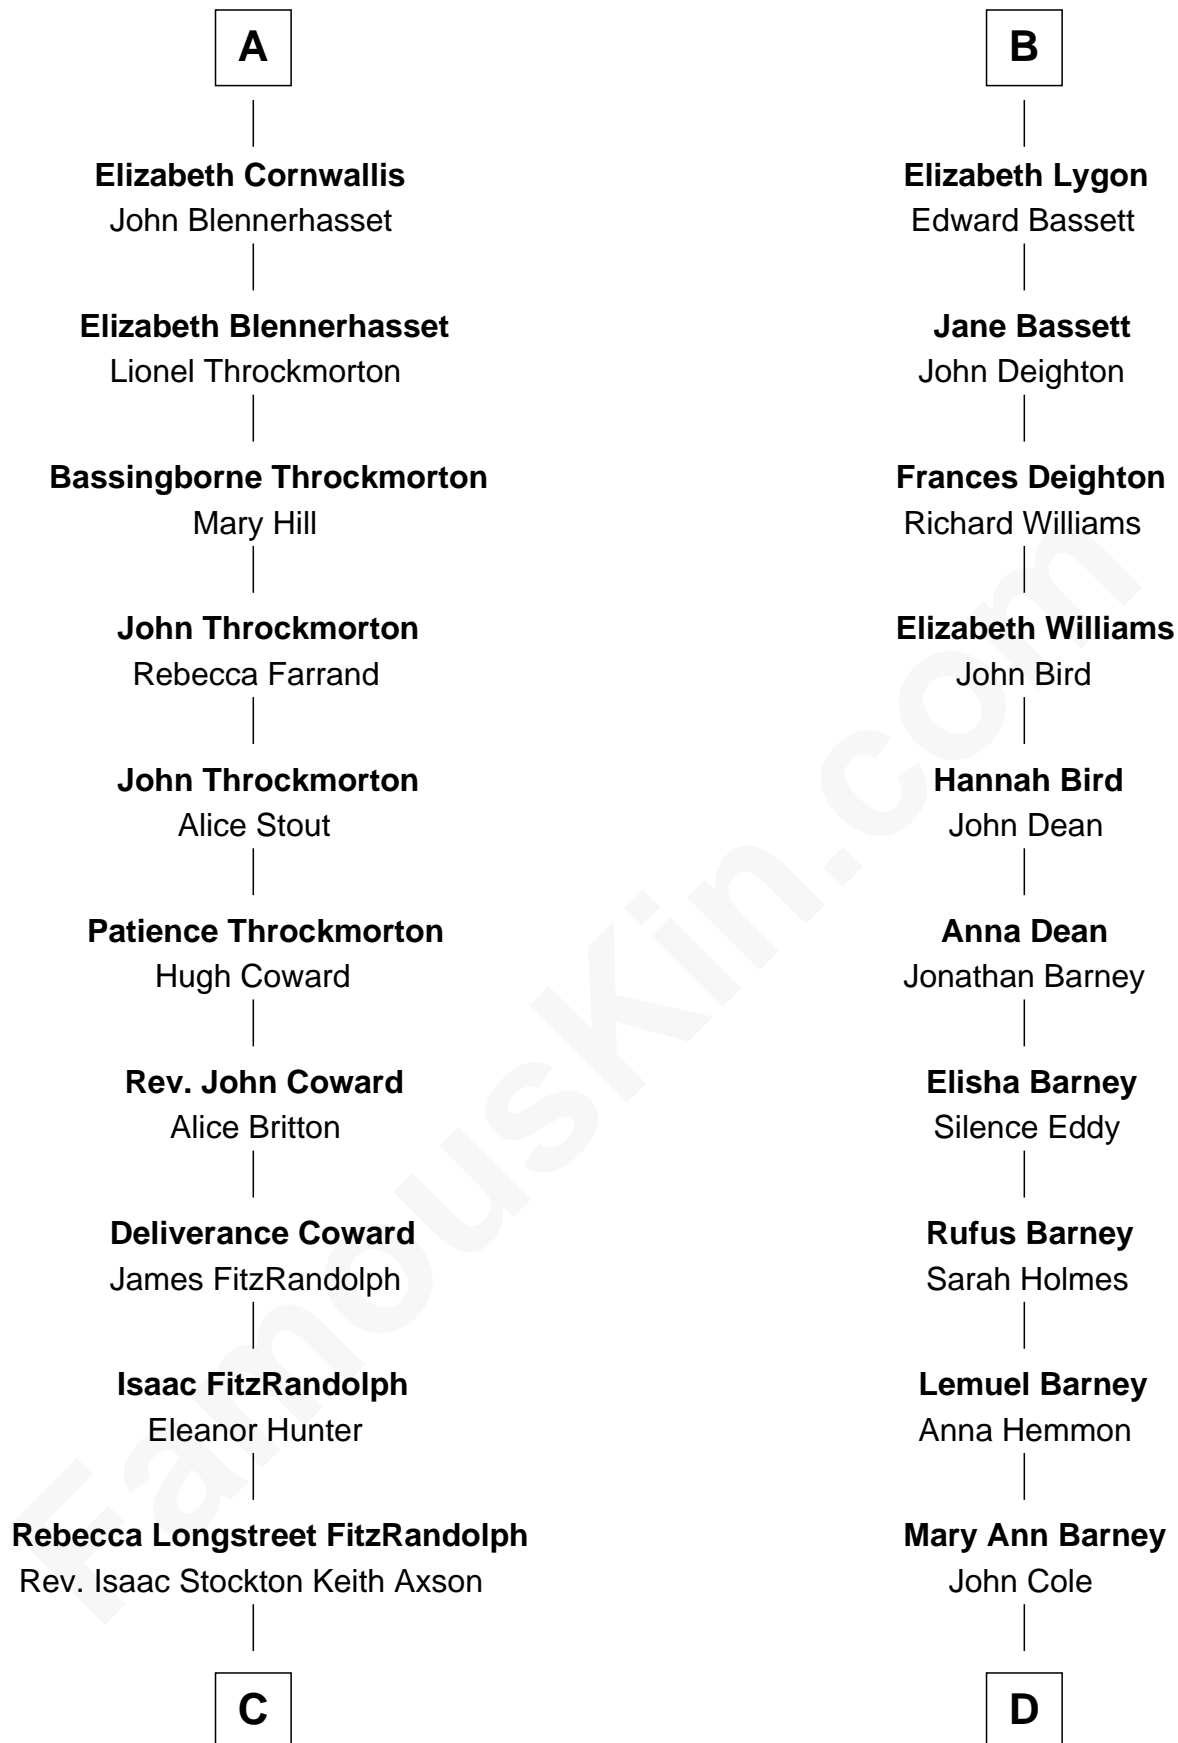 A
Elizabeth Cornwallis
John Blennerhasset
Elizabeth Blennerhasset
Lionel Throckmorton
Bassingborne Throckmorton
Mary Hill
John Throckmorton
Rebecca Farrand
John Throckmorton
Alice Stout
Patience Throckmorton
Hugh Coward
Rev. John Coward
Alice Britton
Deliverance Coward
James FitzRandolph
Isaac FitzRandolph
Eleanor Hunter
Rebecca Longstreet FitzRandolph
Rev. Isaac Stockton Keith Axson
C
B
Elizabeth Lygon
Edward Bassett
Jane Bassett
John Deighton
Frances Deighton
Richard Williams
Elizabeth Williams
John Bird
Hannah Bird
John Dean
Anna Dean
Jonathan Barney
Elisha Barney
Silence Eddy
Rufus Barney
Sarah Holmes
Lemuel Barney
Anna Hemmon
Mary Ann Barney
John Cole
D
FamousKin.com